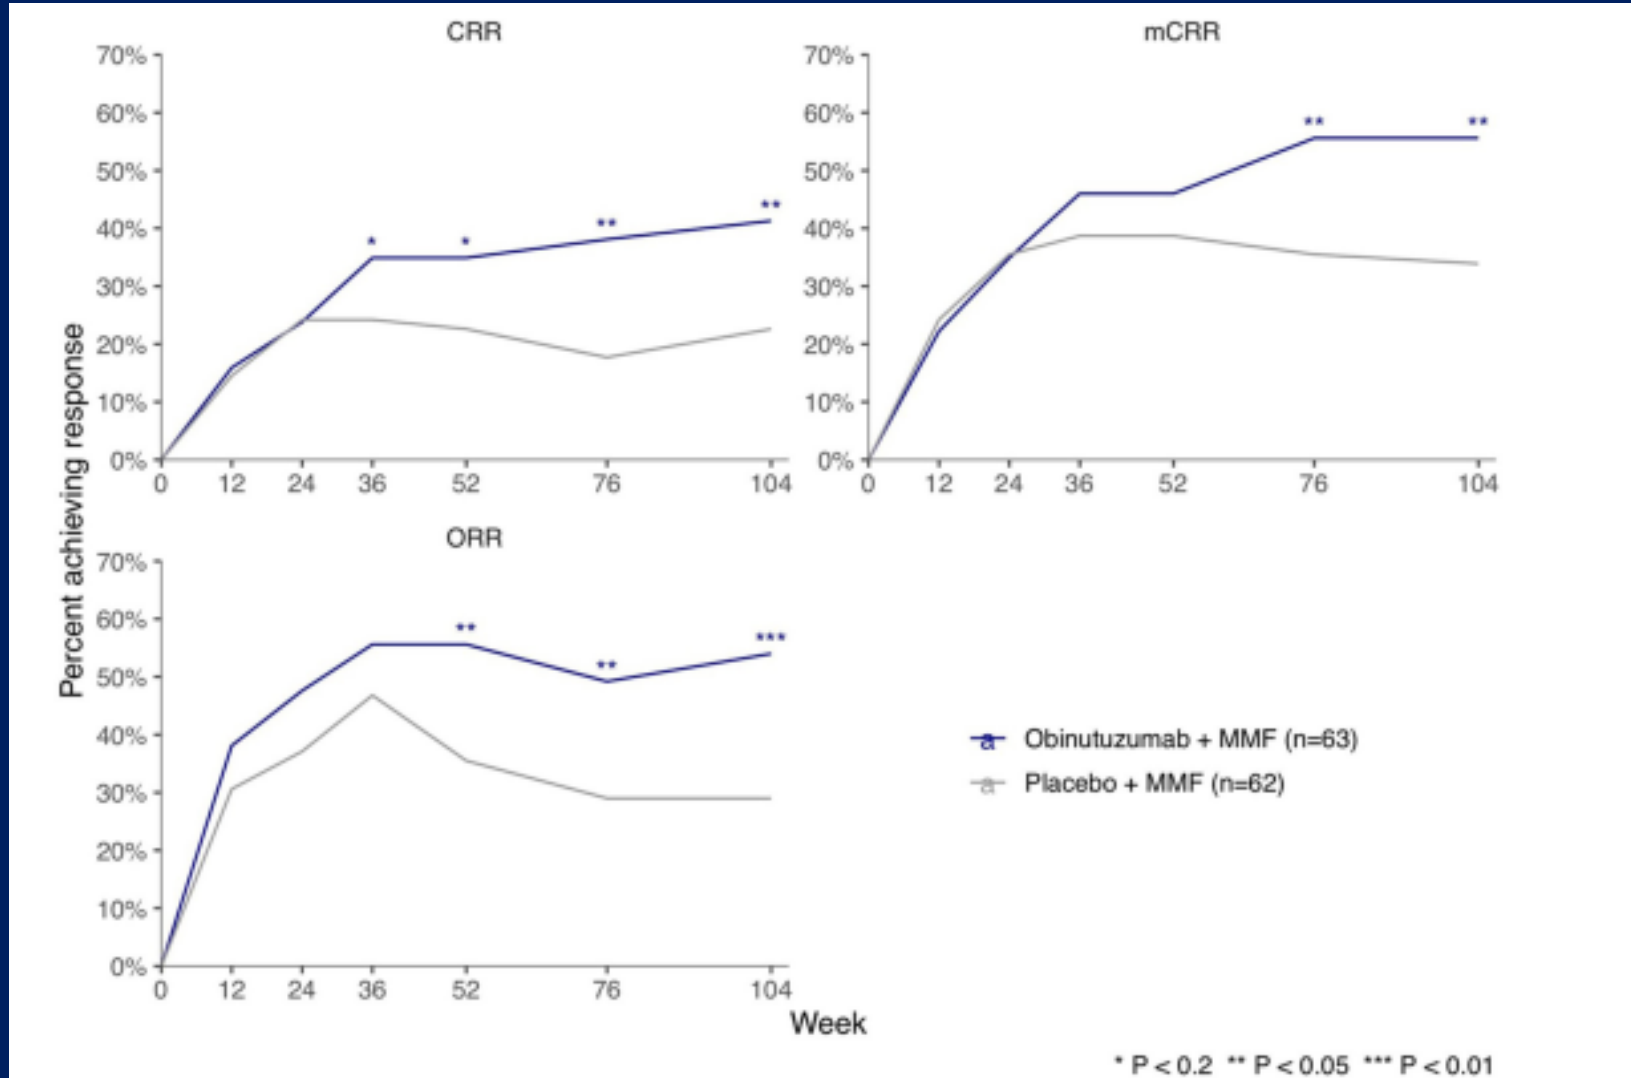 CRR
70%
60%
50%
40%
30%
20%
10%
0%
0 12 24 36 52 76 104
* * ** **
mCRR
70%
60%
50%
40%
30%
20%
10%
0%
0 12 24 36 52 76 104
** **
ORR
70%
60%
50%
40%
30%
20%
10%
0%
0 12 24 36 52 76 104
** ** ***
Percent achieving response
Week
a Obinutuzumab + MMF (n=63)
a Placebo + MMF (n=62)
* P < 0.2 ** P < 0.05 *** P < 0.01